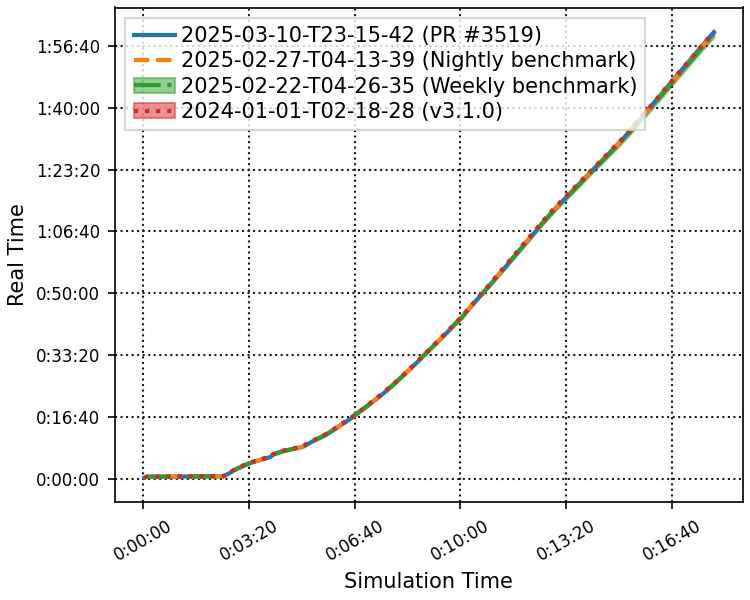 2025-03-10-T23-15-42 (PR #3519)
2025-02-27-T04-13-39 (Nightly benchmark)
2025-02-22-T04-26-35 (Weekly benchmark)
2024-01-01-T02-18-28 (v3.1.0)
1:56:40
1:40:00
1:23:20
1:06:40
0:50:00
0:33:20
0:16:40
0:00:00
Real Time
0:00:00
0:03:20
0:06:40
0:10:00
0:13:20
0:16:40
Simulation Time